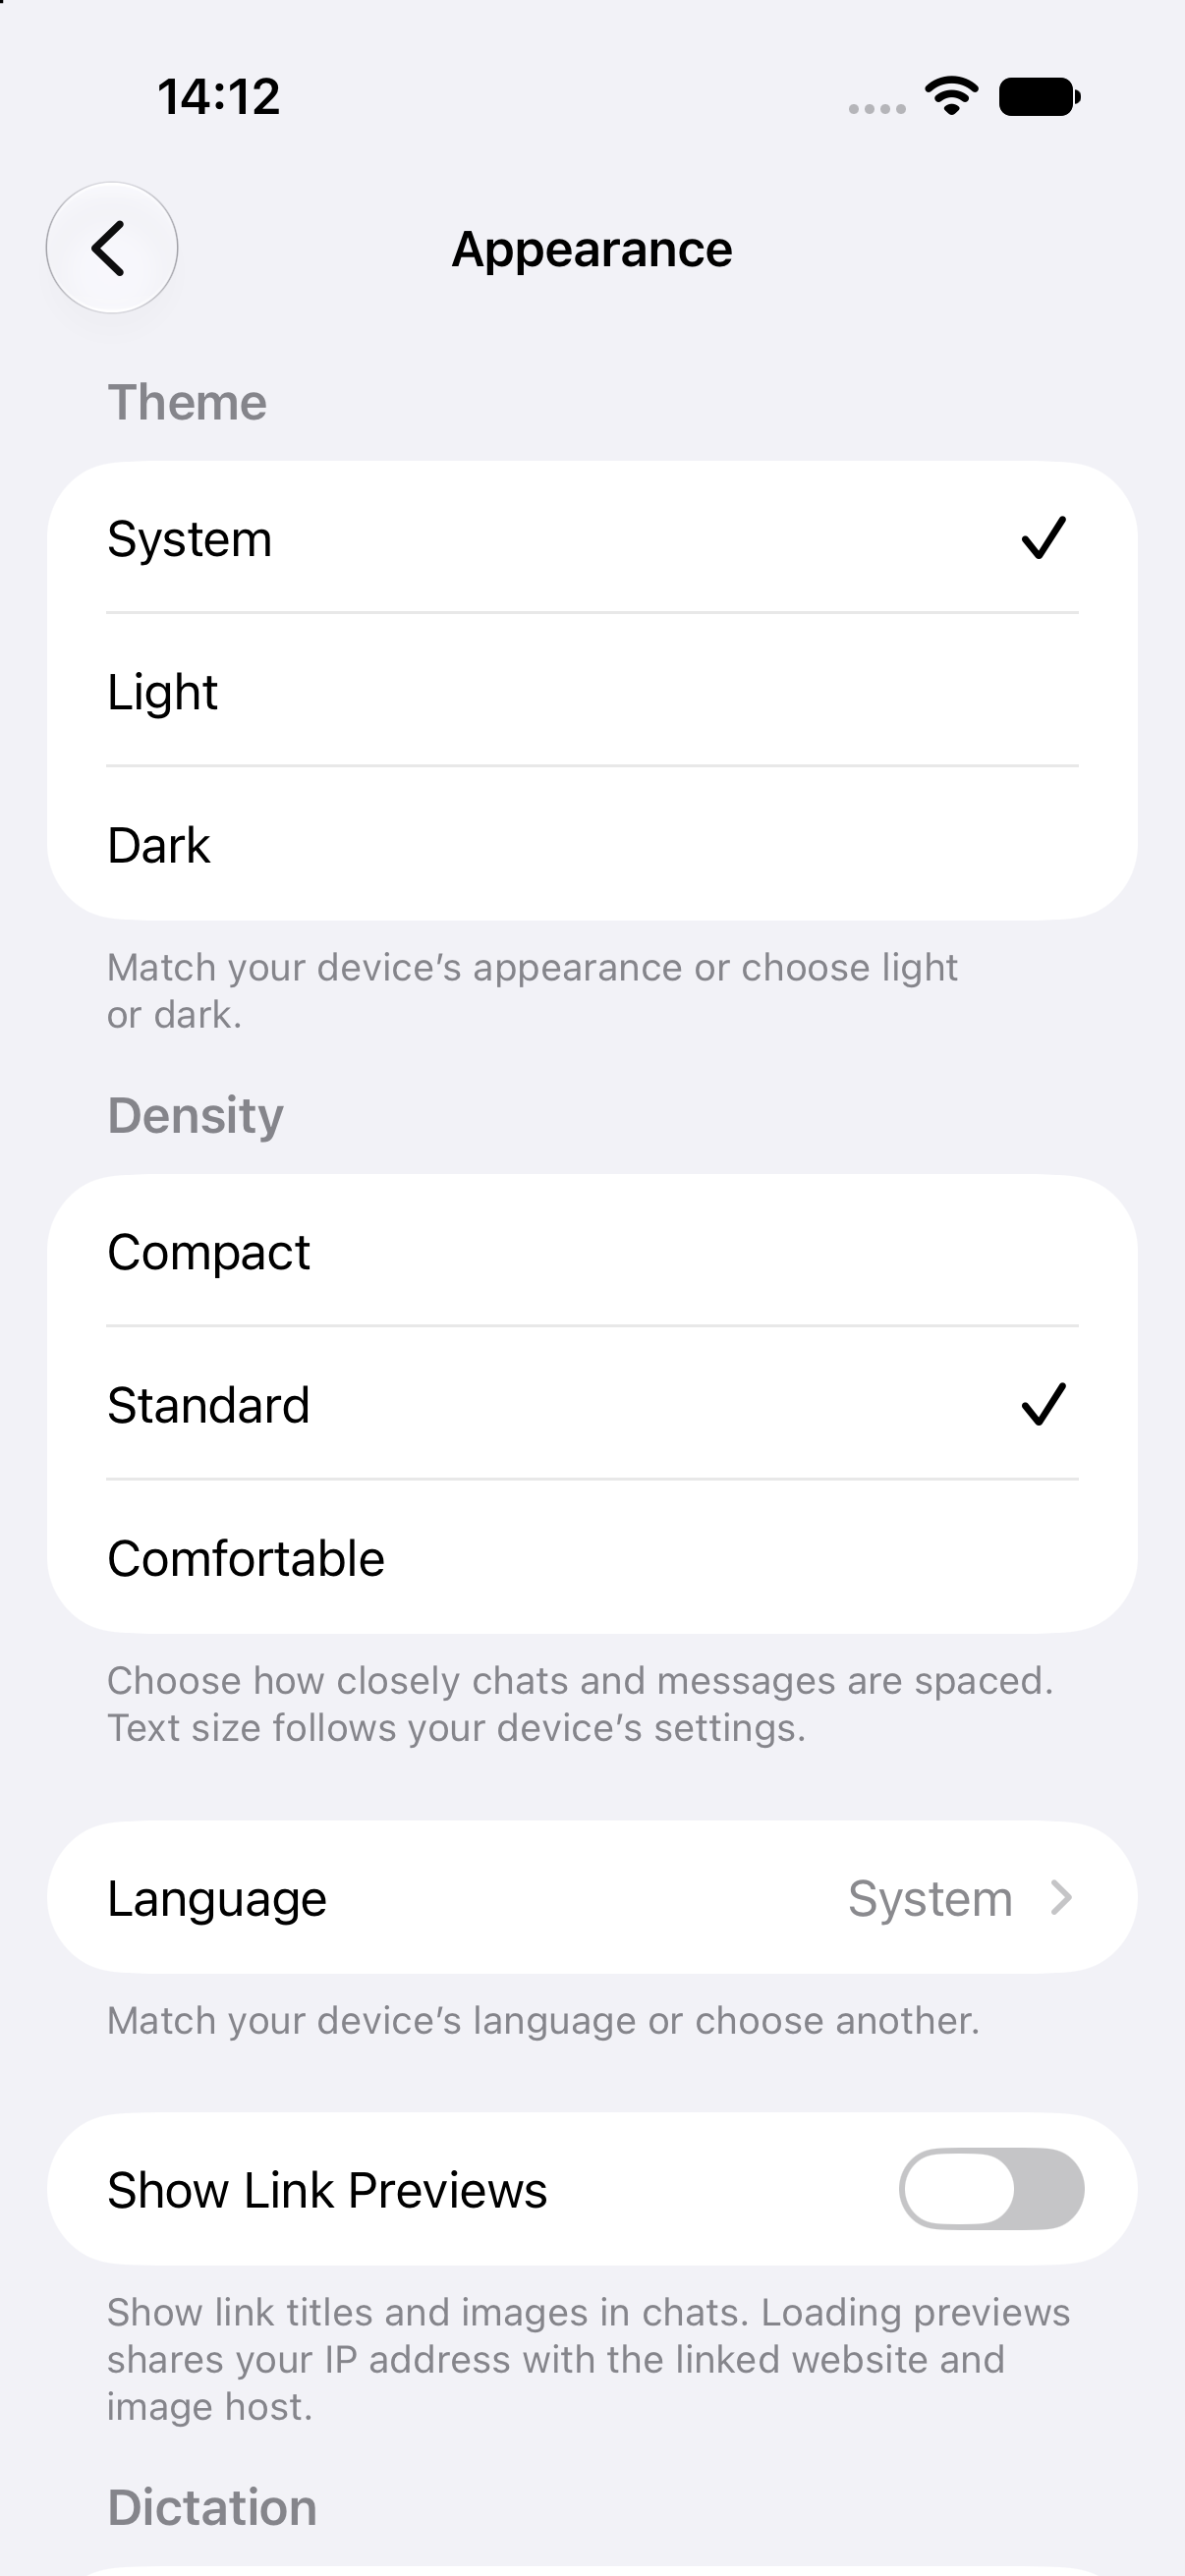 14:12
Appearance
Theme
System
Light
Dark
Match your device’s appearance or choose light
or dark.
Density
Compact
Standard
Comfortable
Choose how closely chats and messages are spaced.
Text size follows your device’s settings.
Language System
Match your device’s language or choose another.
Show Link Previews
Show link titles and images in chats. Loading previews
shares your IP address with the linked website and
image host.
Dictation